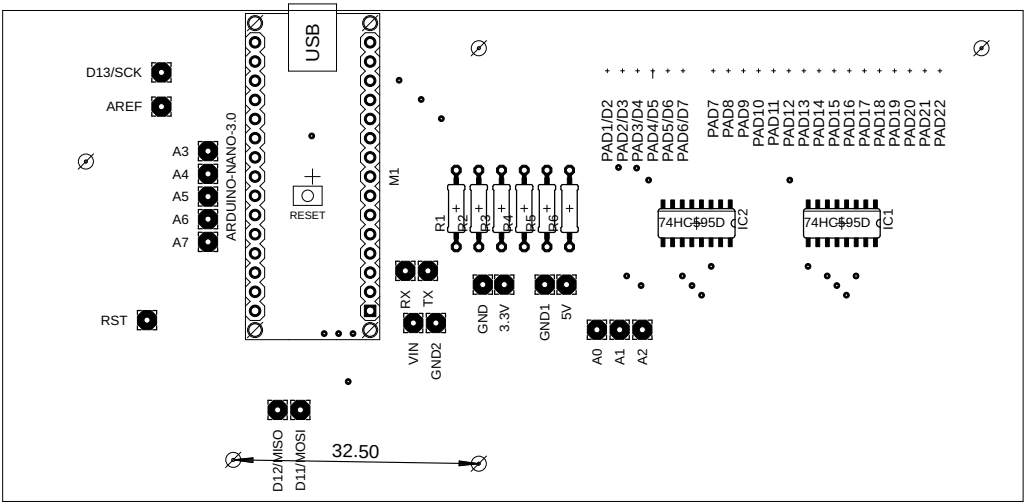 USB
D13/SCK
AREF
A3
A4
A5
A6
A7
ARDUINO-NANO-3.0
RESET
M1
RST
PAD1/D2
PAD2/D3
PAD3/D4
PAD4/D5
PAD5/D6
PAD6/D7
PAD7
PAD8
PAD9
PAD10
PAD11
PAD12
PAD13
PAD14
PAD15
PAD16
PAD17
PAD18
PAD19
PAD20
PAD21
PAD22
R1
R2
R3
R4
R5
R6
74HC595D
IC2
74HC595D
IC1
RX
TX
GND
3.3V
GND1
5V
VIN
GND2
A0
A1
A2
D12/MISO
D11/MOSI
32.50